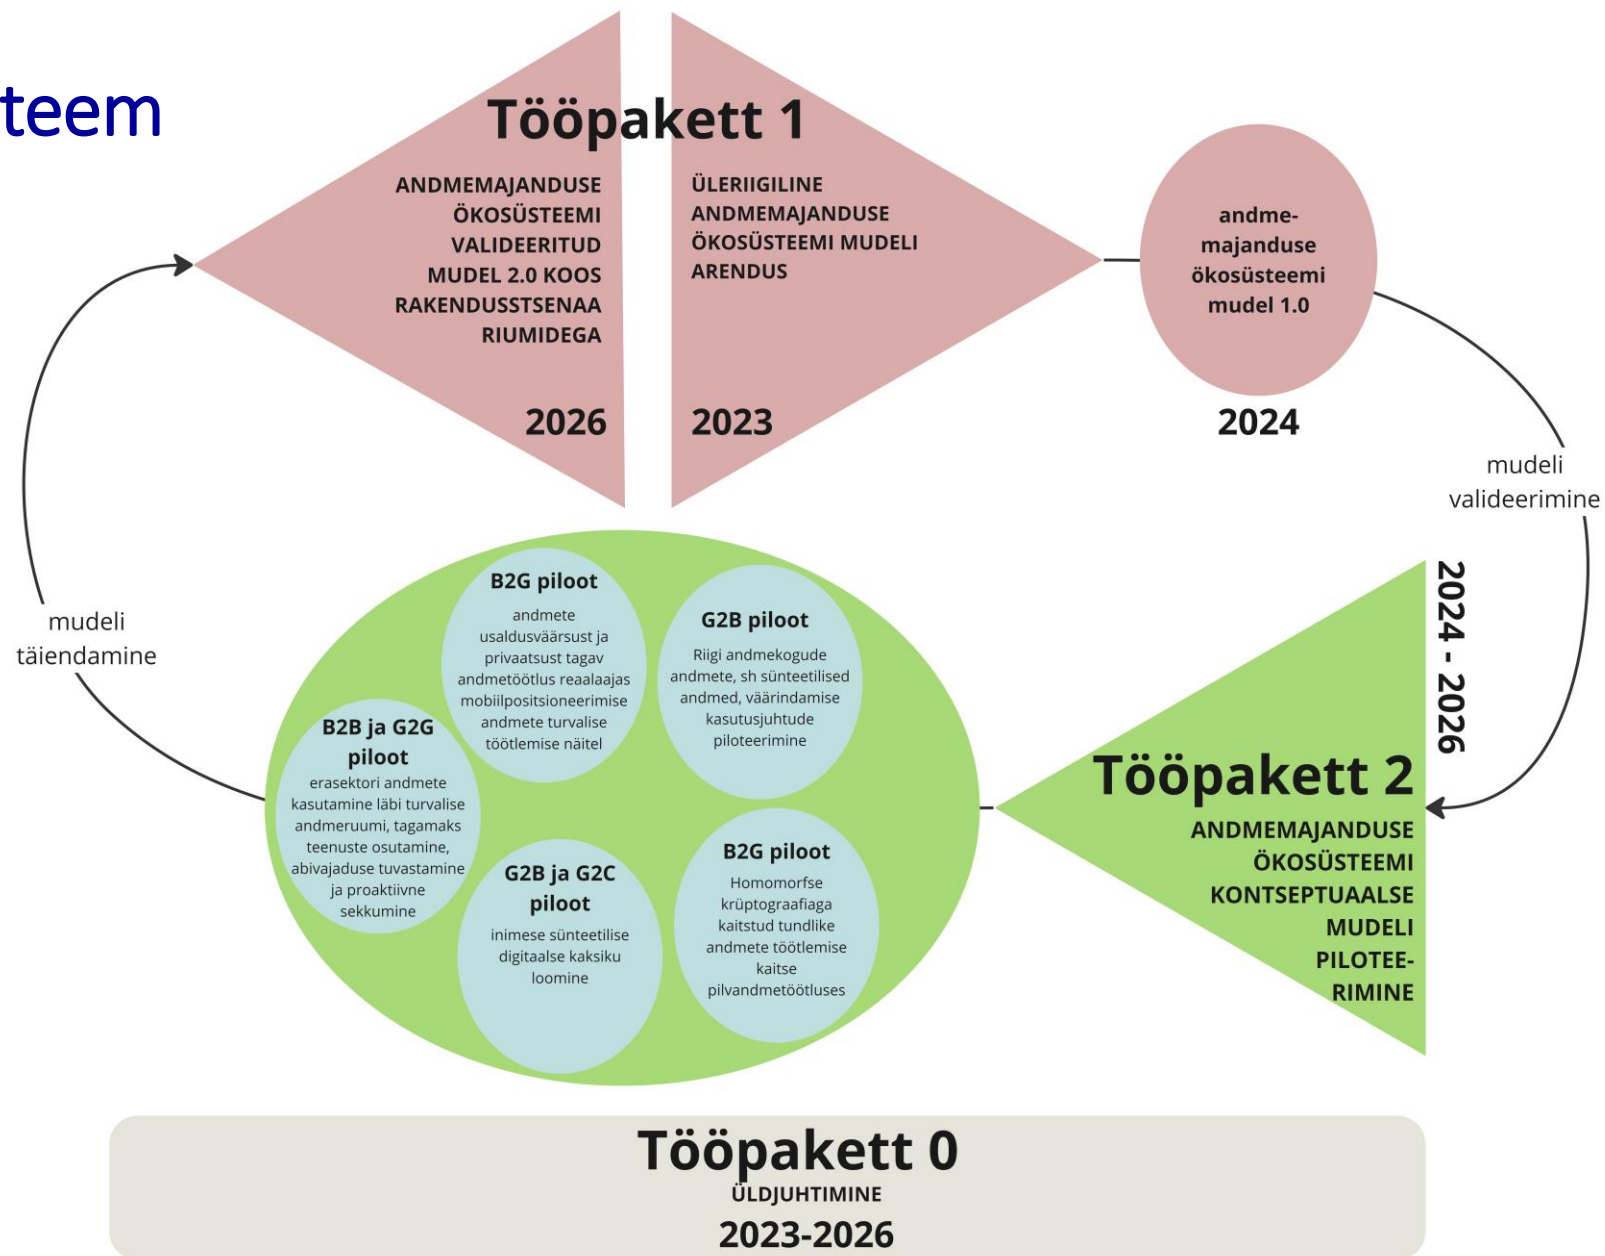 teem
Tööpakett 1
ANDMEMAJANDUSE
ÖKOSÜSTEEMI
VALIDEERITUD
MUDEL 2.0 KOOS
RAKENDUSSTSENAA
RIUMIDEGA
2026
ÜLERIIGILINE
ANDMEMAJANDUSE
ÖKOSÜSTEEMI MUDELI
ARENDUS
2023
andme-
majanduse
ökosüsteemi
mudel 1.0
2024
mudeli
valideerimine
2024 - 2026
Tööpakett 2
ANDMEMAJANDUSE
ÖKOSÜSTEEMI
KONTSEPTUAALSE
MUDELI
PILOTEE-
RIMINE
B2G piloot
andmete
usaldusväärsust ja
privaatsust tagav
andmetöötlus reaalaajas
mobiilpositsioneerimise
andmete turvalise
töötlemise näitel
G2B piloot
Riigi andmekogude
andmete, sh sünteetilised
andmed, väärindamise
kasutusjuhtude
piloteerimine
B2B ja G2G
piloot
erasektori andmete
kasutamine läbi turvalise
andmeruumi, tagamaks
teenuste osutamine,
abivajaduse tuvastamine
ja proaktiivne
sekkumine
G2B ja G2C
piloot
inimese sünteetilise
digitaalse kaksiku
loomine
B2G piloot
Homomorfse
krüptograafiaga
kaitstud tundlike
andmete töötlemise
kaitse
pilvandmetöötluses
mudeli
täiendamine
Tööpakett 0
ÜLDJUHTIMINE
2023-2026